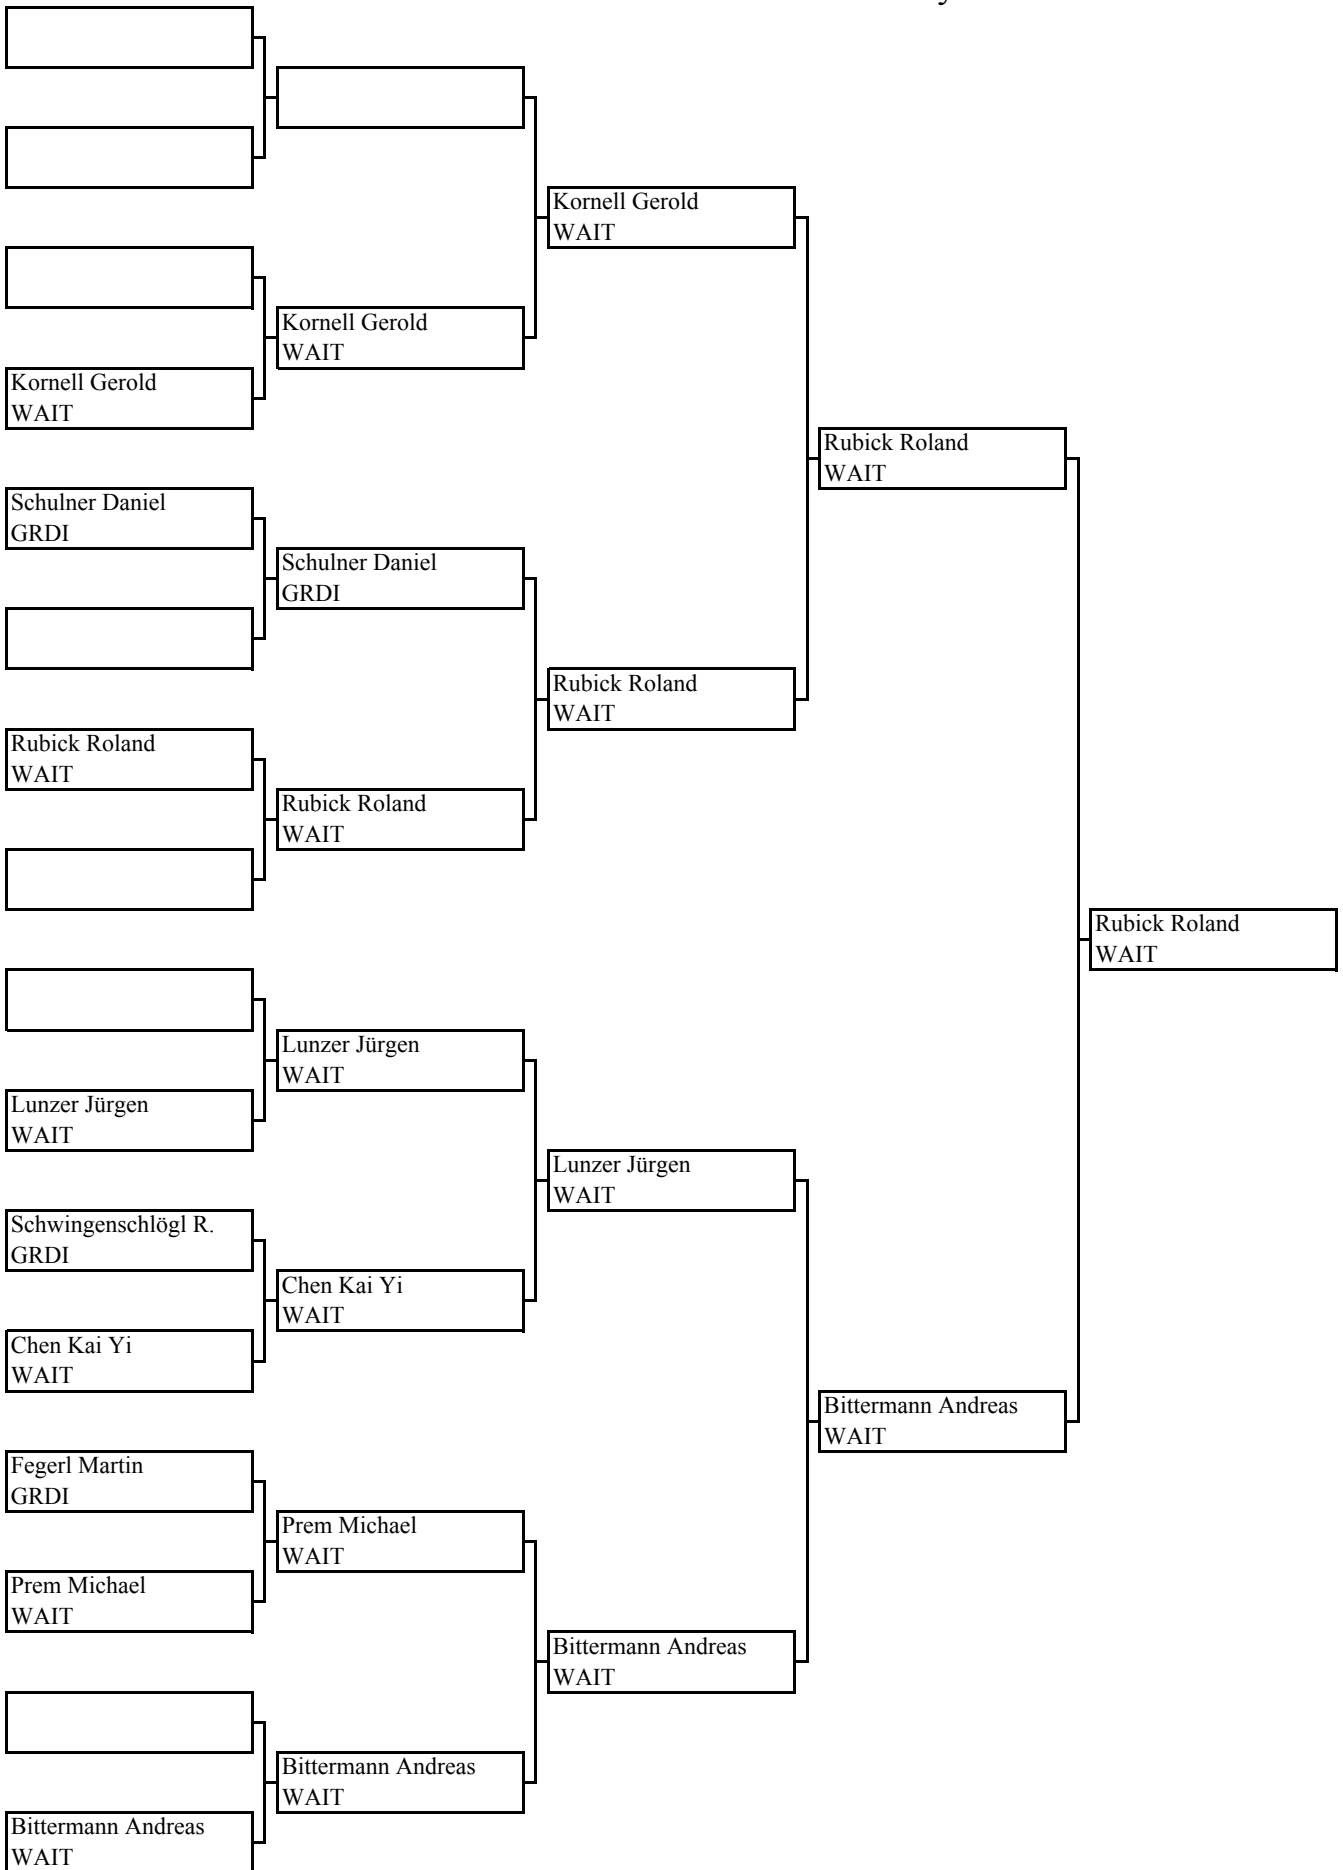 Kornell Gerold
WAIT
Kornell Gerold
WAIT
Kornell Gerold
WAIT
Rubick Roland
WAIT
Schulner Daniel
GRDI
Schulner Daniel
GRDI
Rubick Roland
WAIT
Rubick Roland
WAIT
Rubick Roland
WAIT
Rubick Roland
WAIT
Lunzer Jürgen
WAIT
Lunzer Jürgen
WAIT
Lunzer Jürgen
WAIT
Schwingenschlögl R.
GRDI
Chen Kai Yi
WAIT
Chen Kai Yi
WAIT
Bittermann Andreas
WAIT
Fegerl Martin
GRDI
Prem Michael
WAIT
Prem Michael
WAIT
Bittermann Andreas
WAIT
Bittermann Andreas
WAIT
Bittermann Andreas
WAIT